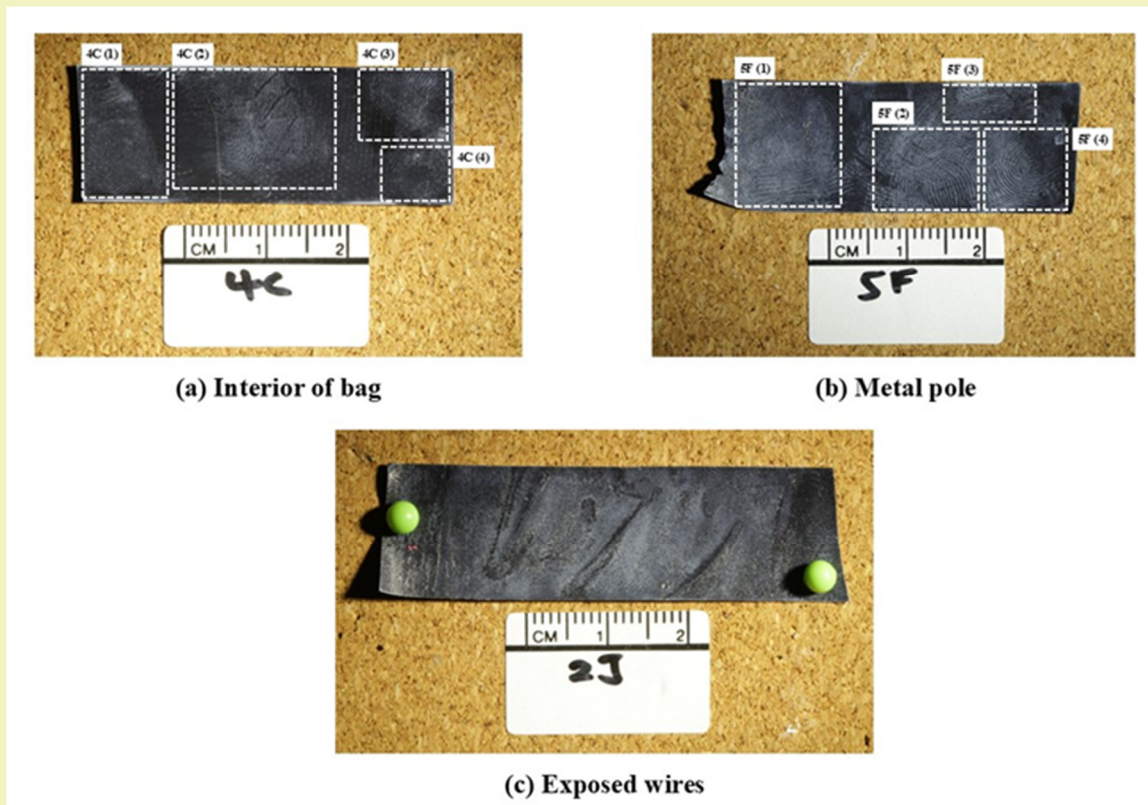 4C (1)
4C (2)
4C (3)
4C (4)
CM 1 2
4C
(a) Interior of bag
5F (1)
5F (2)
5F (3)
5F (4)
CM 1 2
5F
(b) Metal pole
CM 1 2
2J
(c) Exposed wires